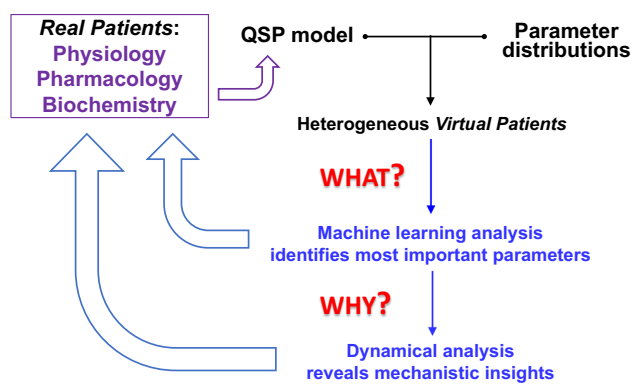 Real Patients:
Physiology
Pharmacology
Biochemistry
QSP model
Parameter
distributions
Heterogeneous Virtual Patients
WHAT?
Machine learning analysis
identifies most important parameters
WHY?
Dynamical analysis
reveals mechanistic insights